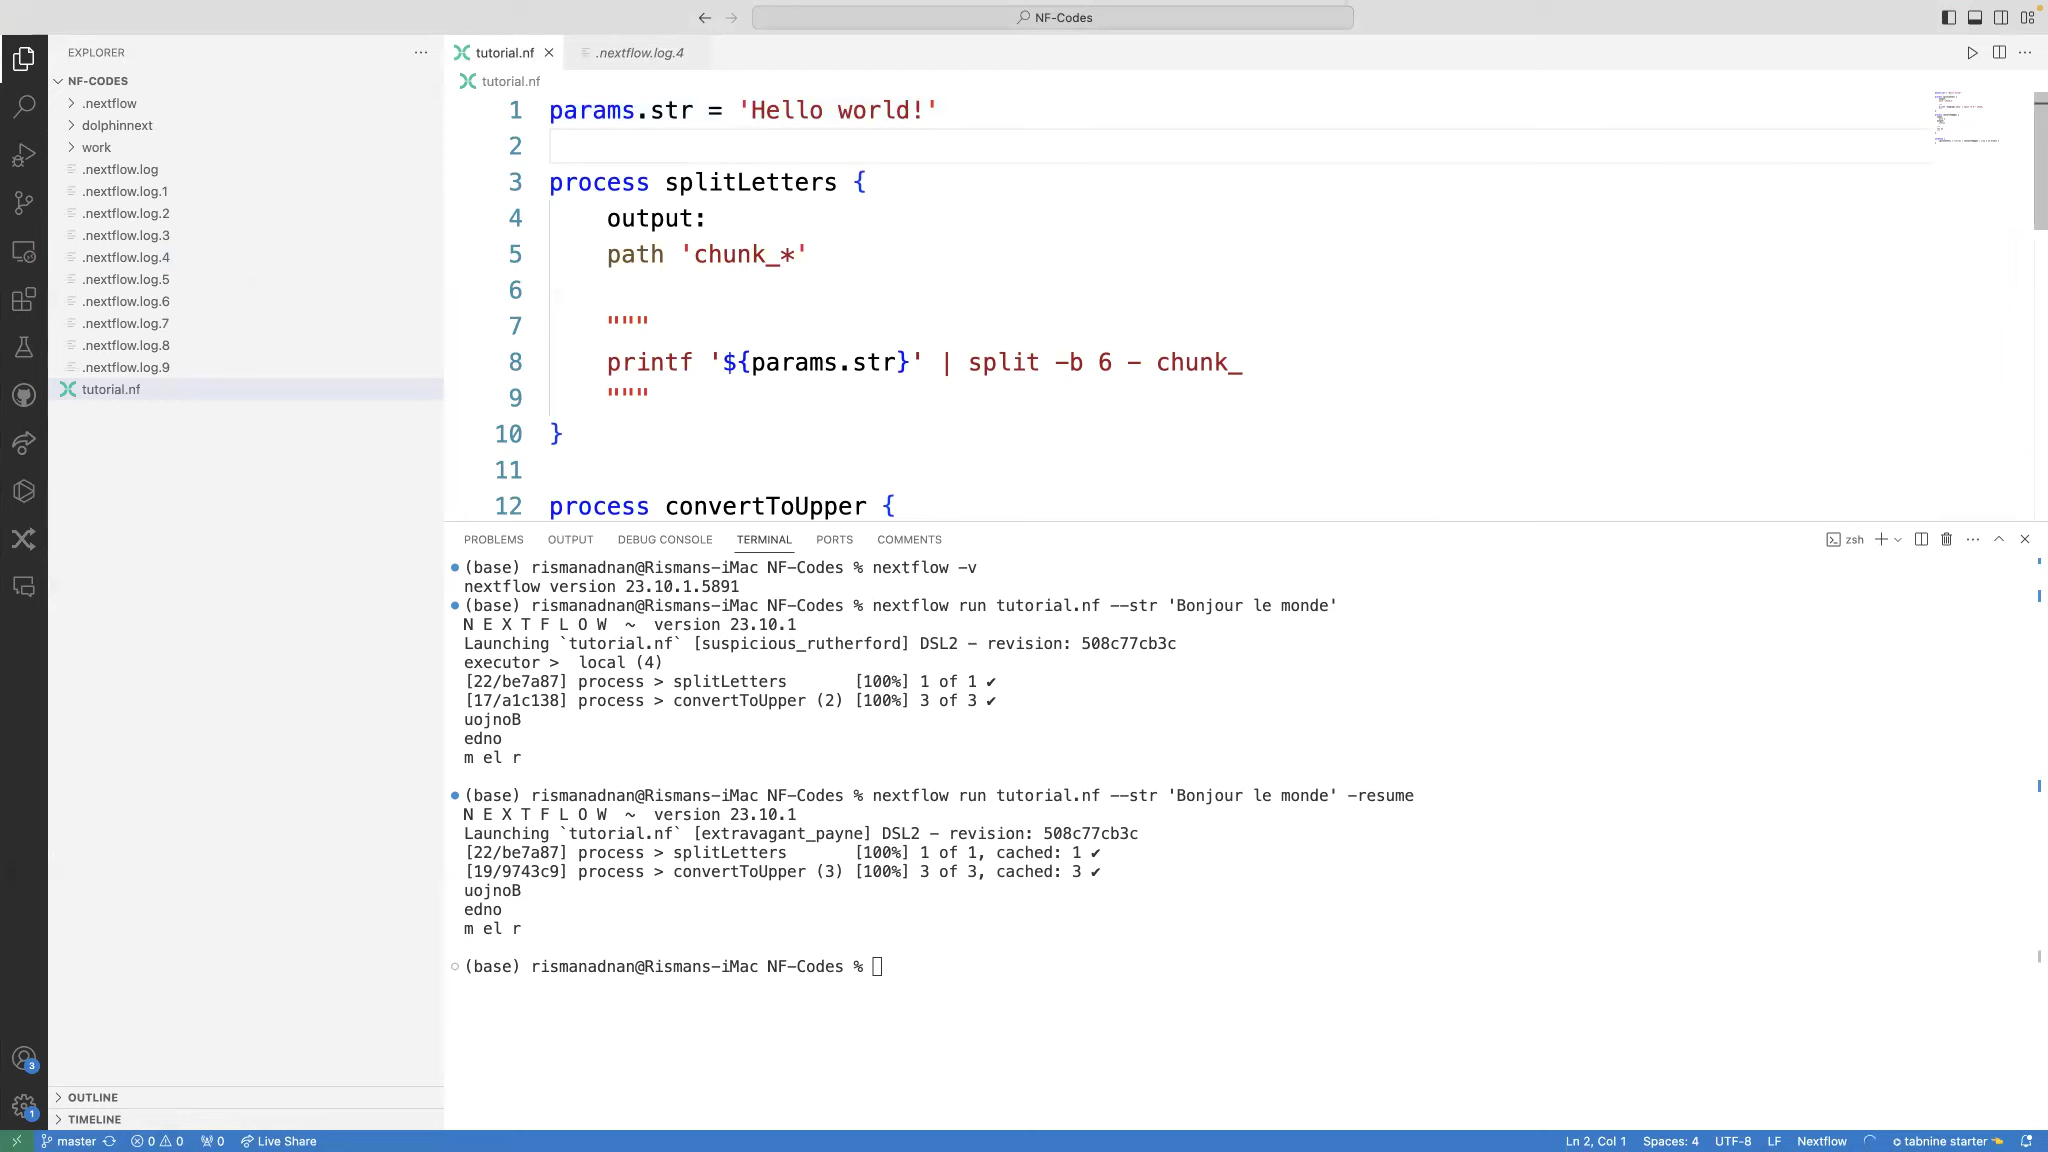 NF-Codes
EXPLORER
NF-CODES
.nextflow
dolphinnext
work
.nextflow.log
.nextflow.log.1
.nextflow.log.2
.nextflow.log.3
.nextflow.log.4
.nextflow.log.5
.nextflow.log.6
.nextflow.log.7
.nextflow.log.8
.nextflow.log.9
tutorial.nf
OUTLINE
TIMELINE
3
1
tutorial.nf .nextflow.log.4
tutorial.nf
1 params.str = 'Hello world!'
2
3 process splitLetters {
4 output:
5 path 'chunk_*'
6
7 """
8 printf '${params.str}' | split -b 6 - chunk_
9 """
10 }
11
12 process convertToUpper {
PROBLEMS OUTPUT DEBUG CONSOLE TERMINAL PORTS COMMENTS zsh
(base) rismanadnan@Rismans-iMac NF-Codes % nextflow -v
nextflow version 23.10.1.5891
(base) rismanadnan@Rismans-iMac NF-Codes % nextflow run tutorial.nf --str 'Bonjour le monde'
N E X T F L O W ~ version 23.10.1
Launching `tutorial.nf` [suspicious_rutherford] DSL2 - revision: 508c77cb3c
executor > local (4)
[22/be7a87] process > splitLetters [100%] 1 of 1 ✔
[17/a1c138] process > convertToUpper (2) [100%] 3 of 3 ✔
uojnoB
edno
m el r
(base) rismanadnan@Rismans-iMac NF-Codes % nextflow run tutorial.nf --str 'Bonjour le monde' -resume
N E X T F L O W ~ version 23.10.1
Launching `tutorial.nf` [extravagant_payne] DSL2 - revision: 508c77cb3c
[22/be7a87] process > splitLetters [100%] 1 of 1, cached: 1 ✔
[19/9743c9] process > convertToUpper (3) [100%] 3 of 3, cached: 3 ✔
uojnoB
edno
m el r
(base) rismanadnan@Rismans-iMac NF-Codes %
master 0 0 0 Live Share Ln 2, Col 1 Spaces: 4 UTF-8 LF Nextflow tabnine starter